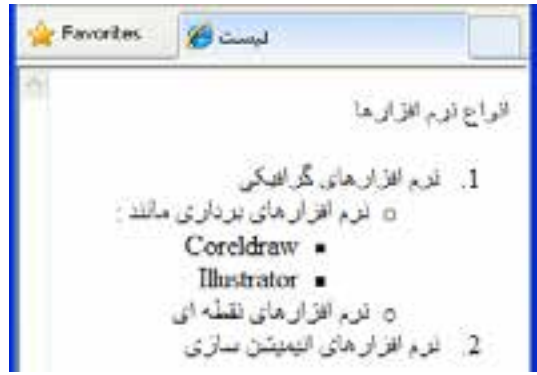 Favorites
لیست
انواع نرم افزارها
1. نرم افزارهای گرافیکی
o نرم افزارهای برداری مانند :
▪ Coreldraw
▪ Illustrator
o نرم افزارهای نقطه ای
2. نرم افزارهای انیمیشن سازی